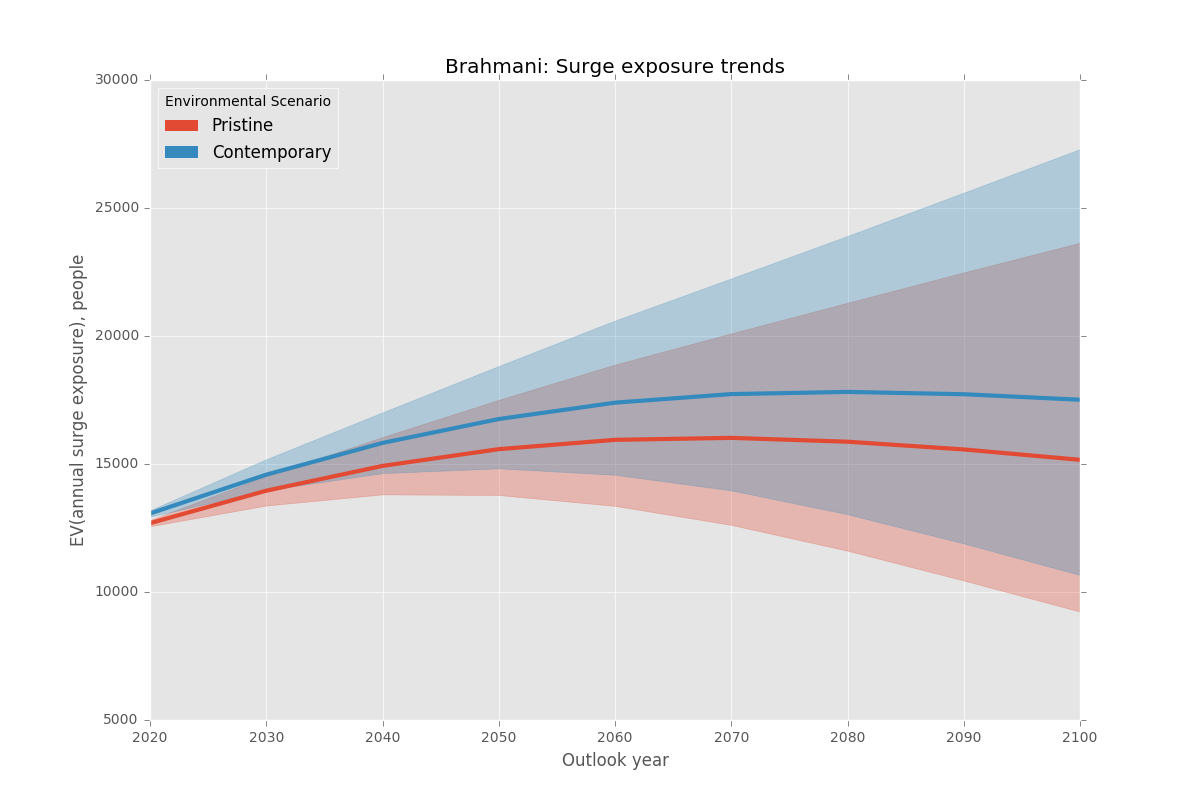 Brahmani: Surge exposure trends
Environmental Scenario
Pristine
Contemporary
EV(annual surge exposure), people
30000
25000
20000
15000
10000
5000
2020 2030 2040 2050 2060 2070 2080 2090 2100
Outlook year